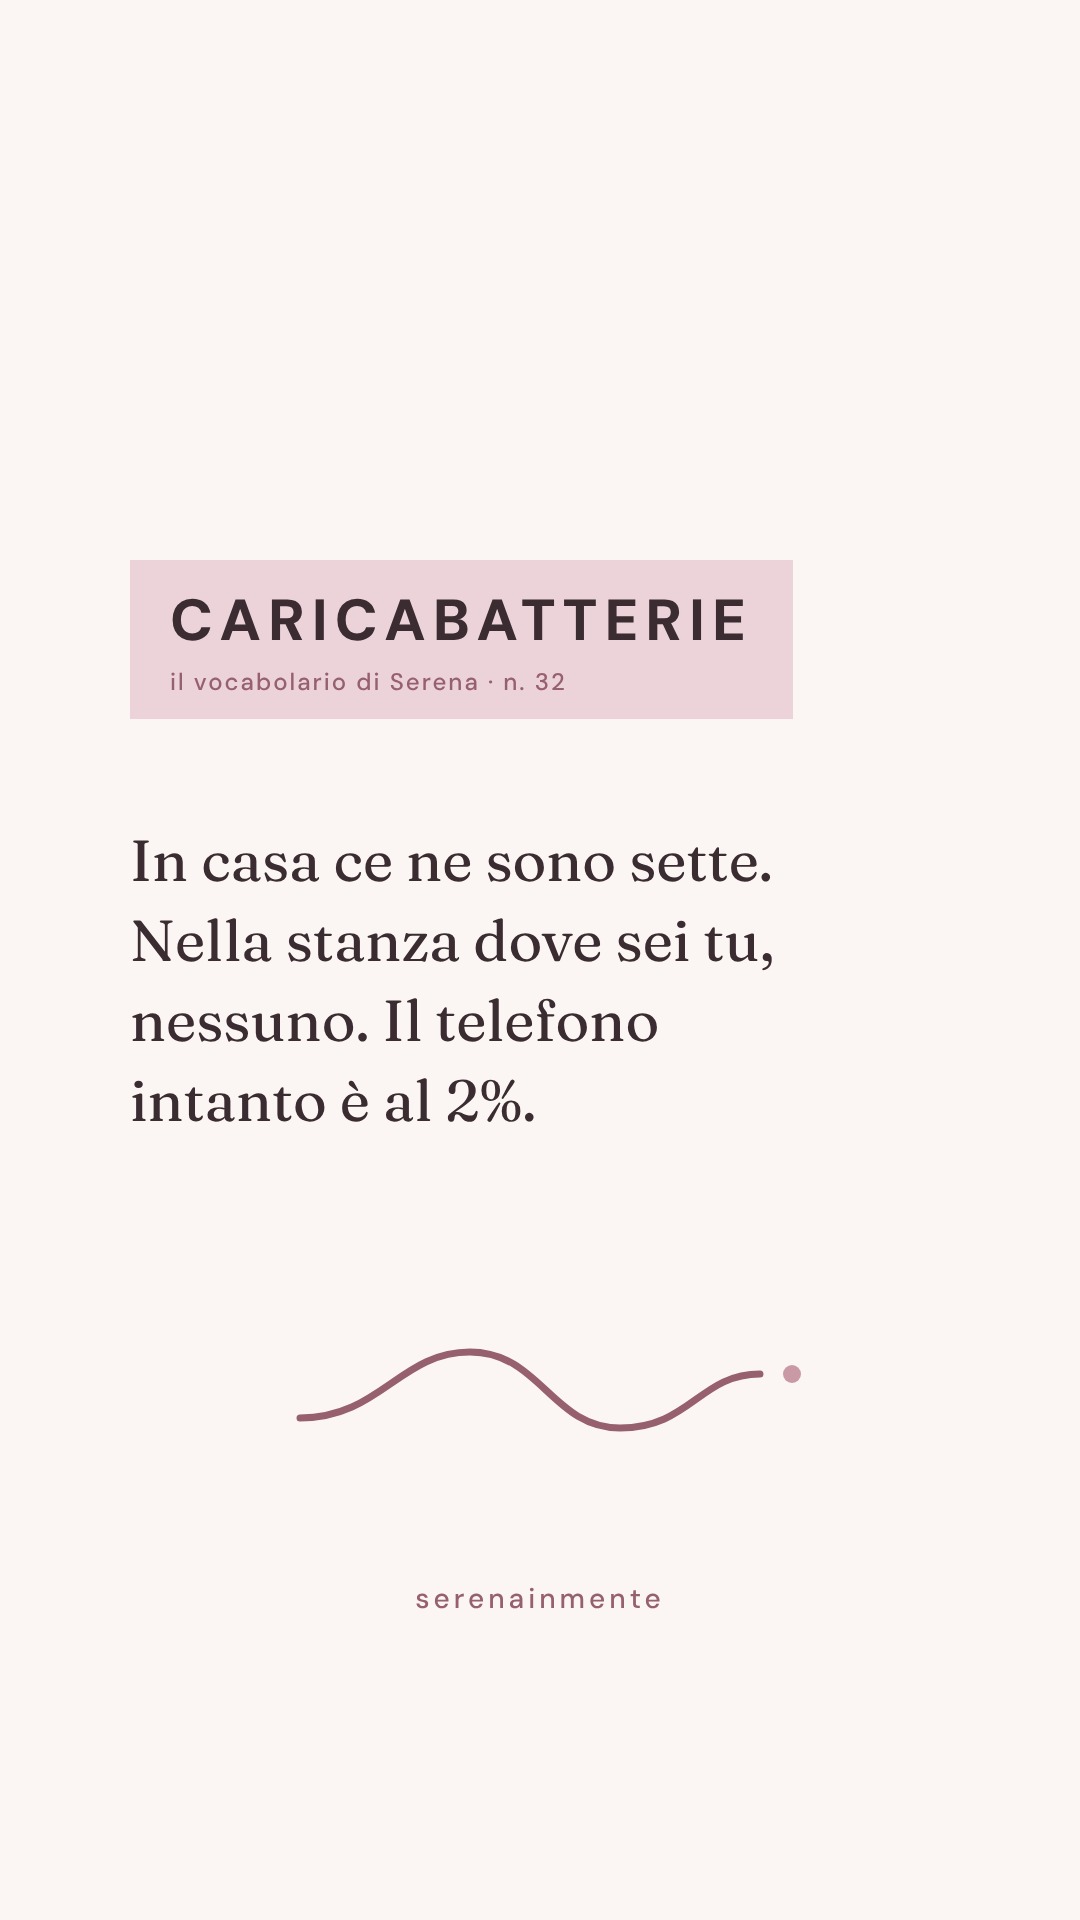 CARICABATTERIE
il vocabolario di Serena · n. 32
In casa ce ne sono sette.
Nella stanza dove sei tu,
nessuno. Il telefono
intanto è al 2%.
serenainmente